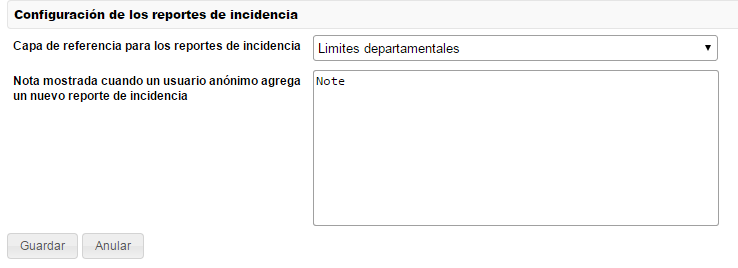 Configuración de los reportes de incidencia
Capa de referencia para los reportes de incidencia
Limites departamentales
Nota mostrada cuando un usuario anónimo agrega
un nuevo reporte de incidencia
Note
Guardar
Anular